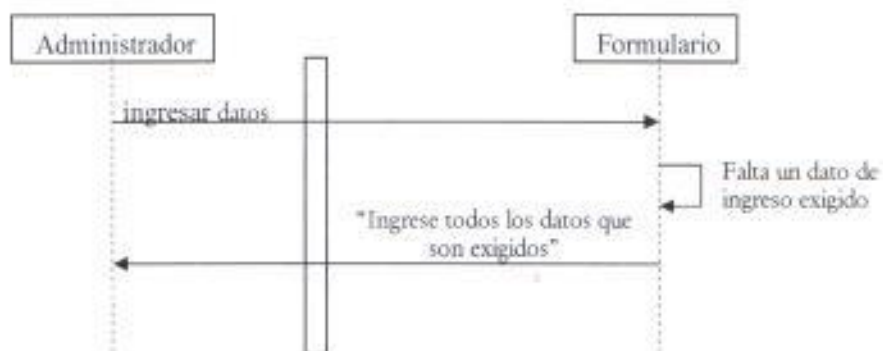 Administrador
Formulario
ingresar datos
Falta un dato de
ingreso exigido
"Ingrese todos los datos que
son exigidos"